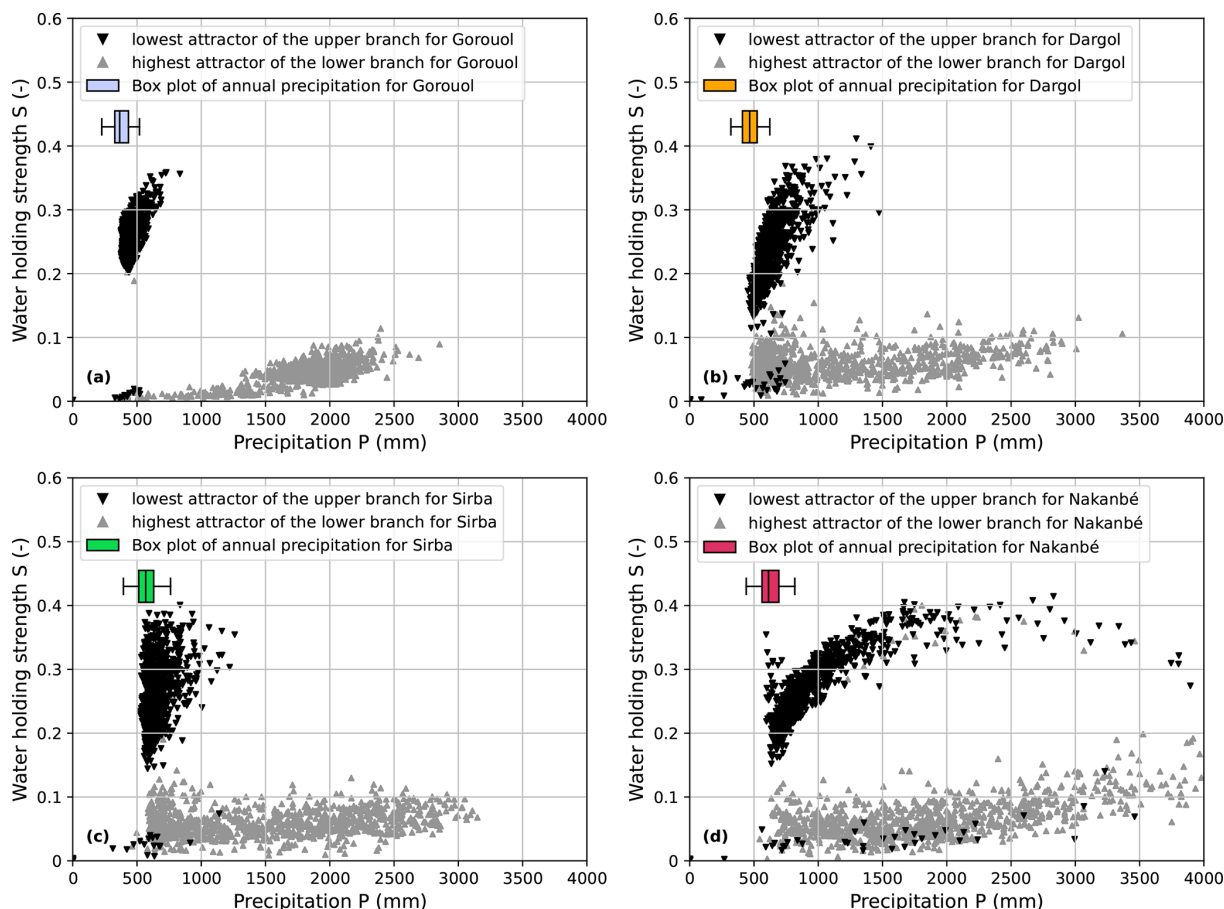 lowest attractor of the upper branch for Gorouol
highest attractor of the lower branch for Gorouol
Box plot of annual precipitation for Gorouol
Water holding strength S (-)
0.6
0.5
0.4
0.3
0.2
0.1
0
(a)
0 500 1000 1500 2000 2500 3000 3500 4000
Precipitation P (mm)
lowest attractor of the upper branch for Dargol
highest attractor of the lower branch for Dargol
Box plot of annual precipitation for Dargol
Water holding strength S (-)
0.6
0.5
0.4
0.3
0.2
0.1
0
(b)
0 500 1000 1500 2000 2500 3000 3500 4000
Precipitation P (mm)
lowest attractor of the upper branch for Sirba
highest attractor of the lower branch for Sirba
Box plot of annual precipitation for Sirba
Water holding strength S (-)
0.6
0.5
0.4
0.3
0.2
0.1
0
(c)
0 500 1000 1500 2000 2500 3000 3500 4000
Precipitation P (mm)
lowest attractor of the upper branch for Nakanbé
highest attractor of the lower branch for Nakanbé
Box plot of annual precipitation for Nakanbé
Water holding strength S (-)
0.6
0.5
0.4
0.3
0.2
0.1
0
(d)
0 500 1000 1500 2000 2500 3000 3500 4000
Precipitation P (mm)